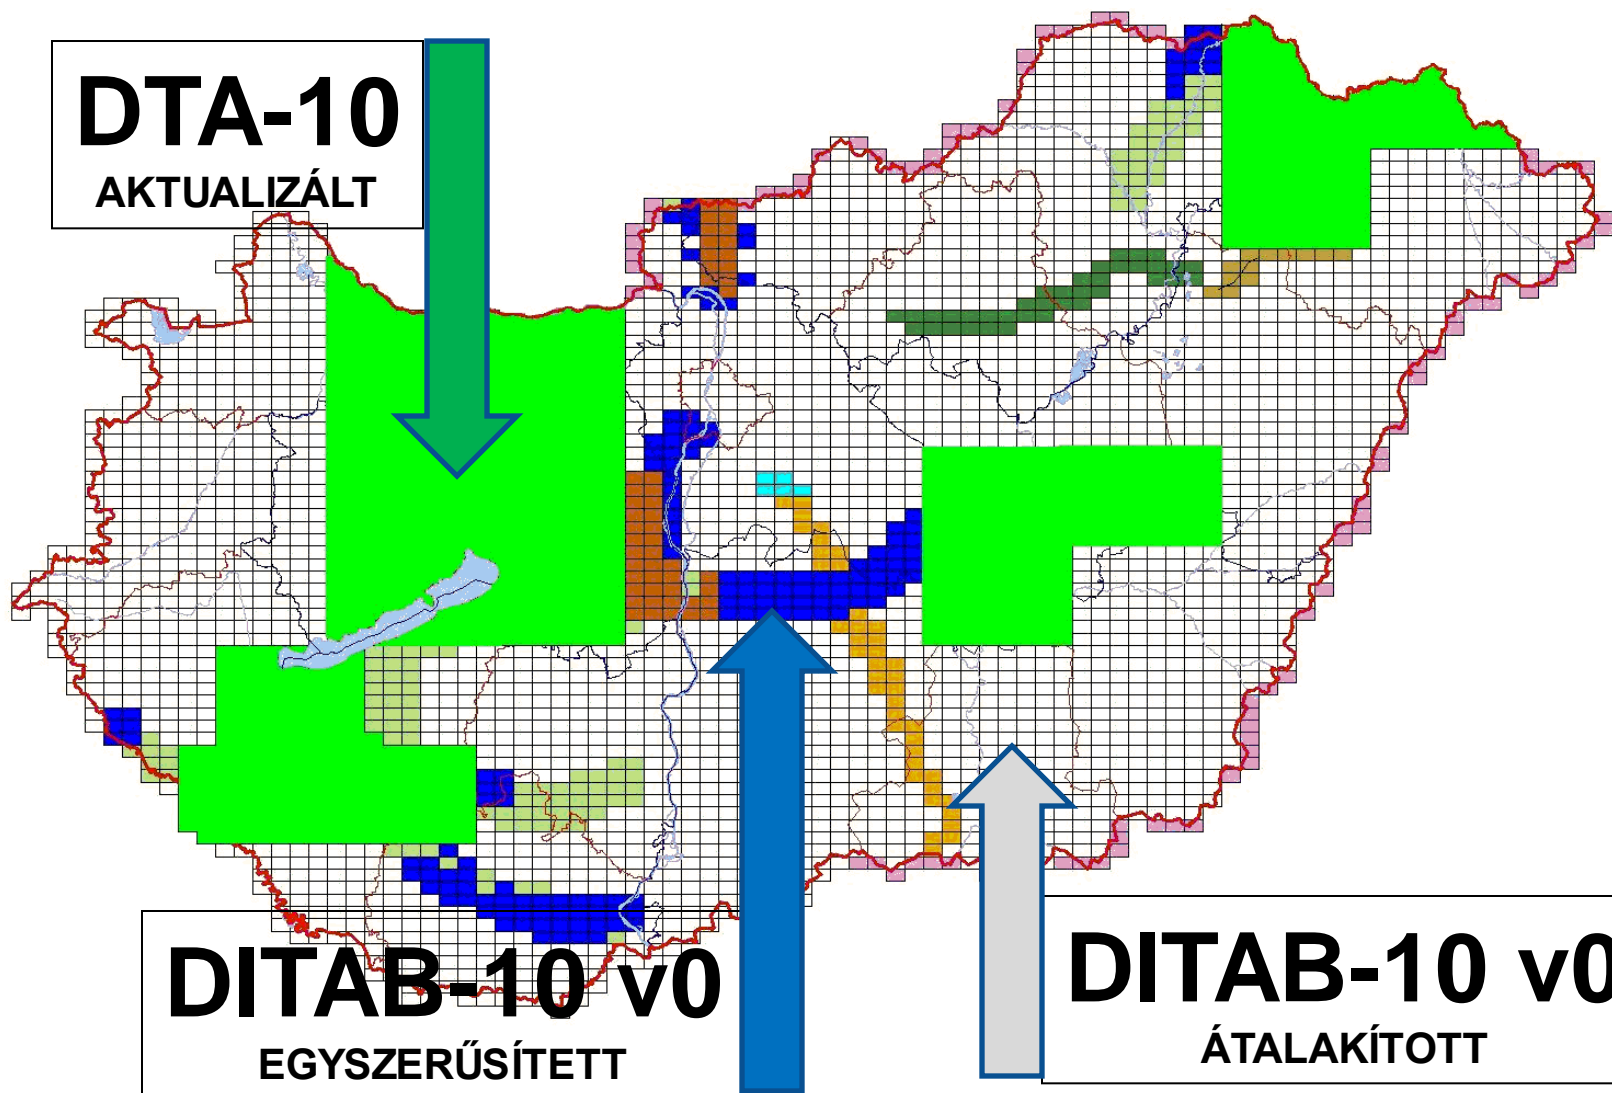 DTA-10
AKTUALIZÁLT
DITAB-10 v0
EGYSZERŰSÍTETT
DITAB-10 v0
ÁTALAKÍTOTT